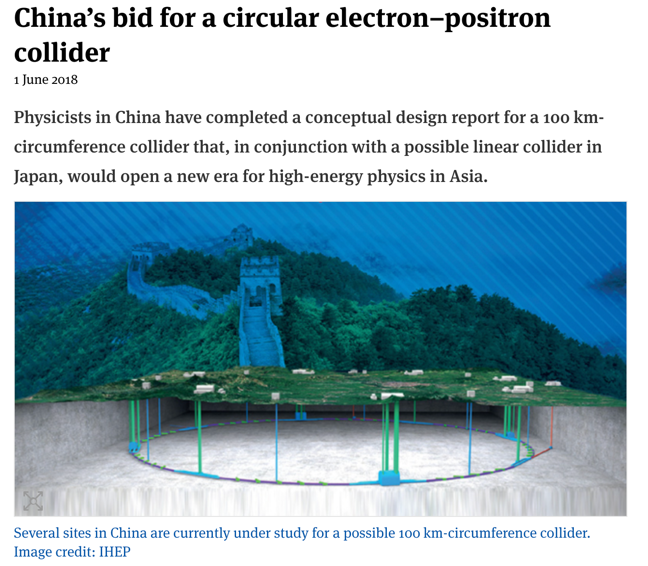 China’s bid for a circular electron–positron
collider
1 June 2018
Physicists in China have completed a conceptual design report for a 100 km-
circumference collider that, in conjunction with a possible linear collider in
Japan, would open a new era for high-energy physics in Asia.
Several sites in China are currently under study for a possible 100 km-circumference collider.
Image credit: IHEP